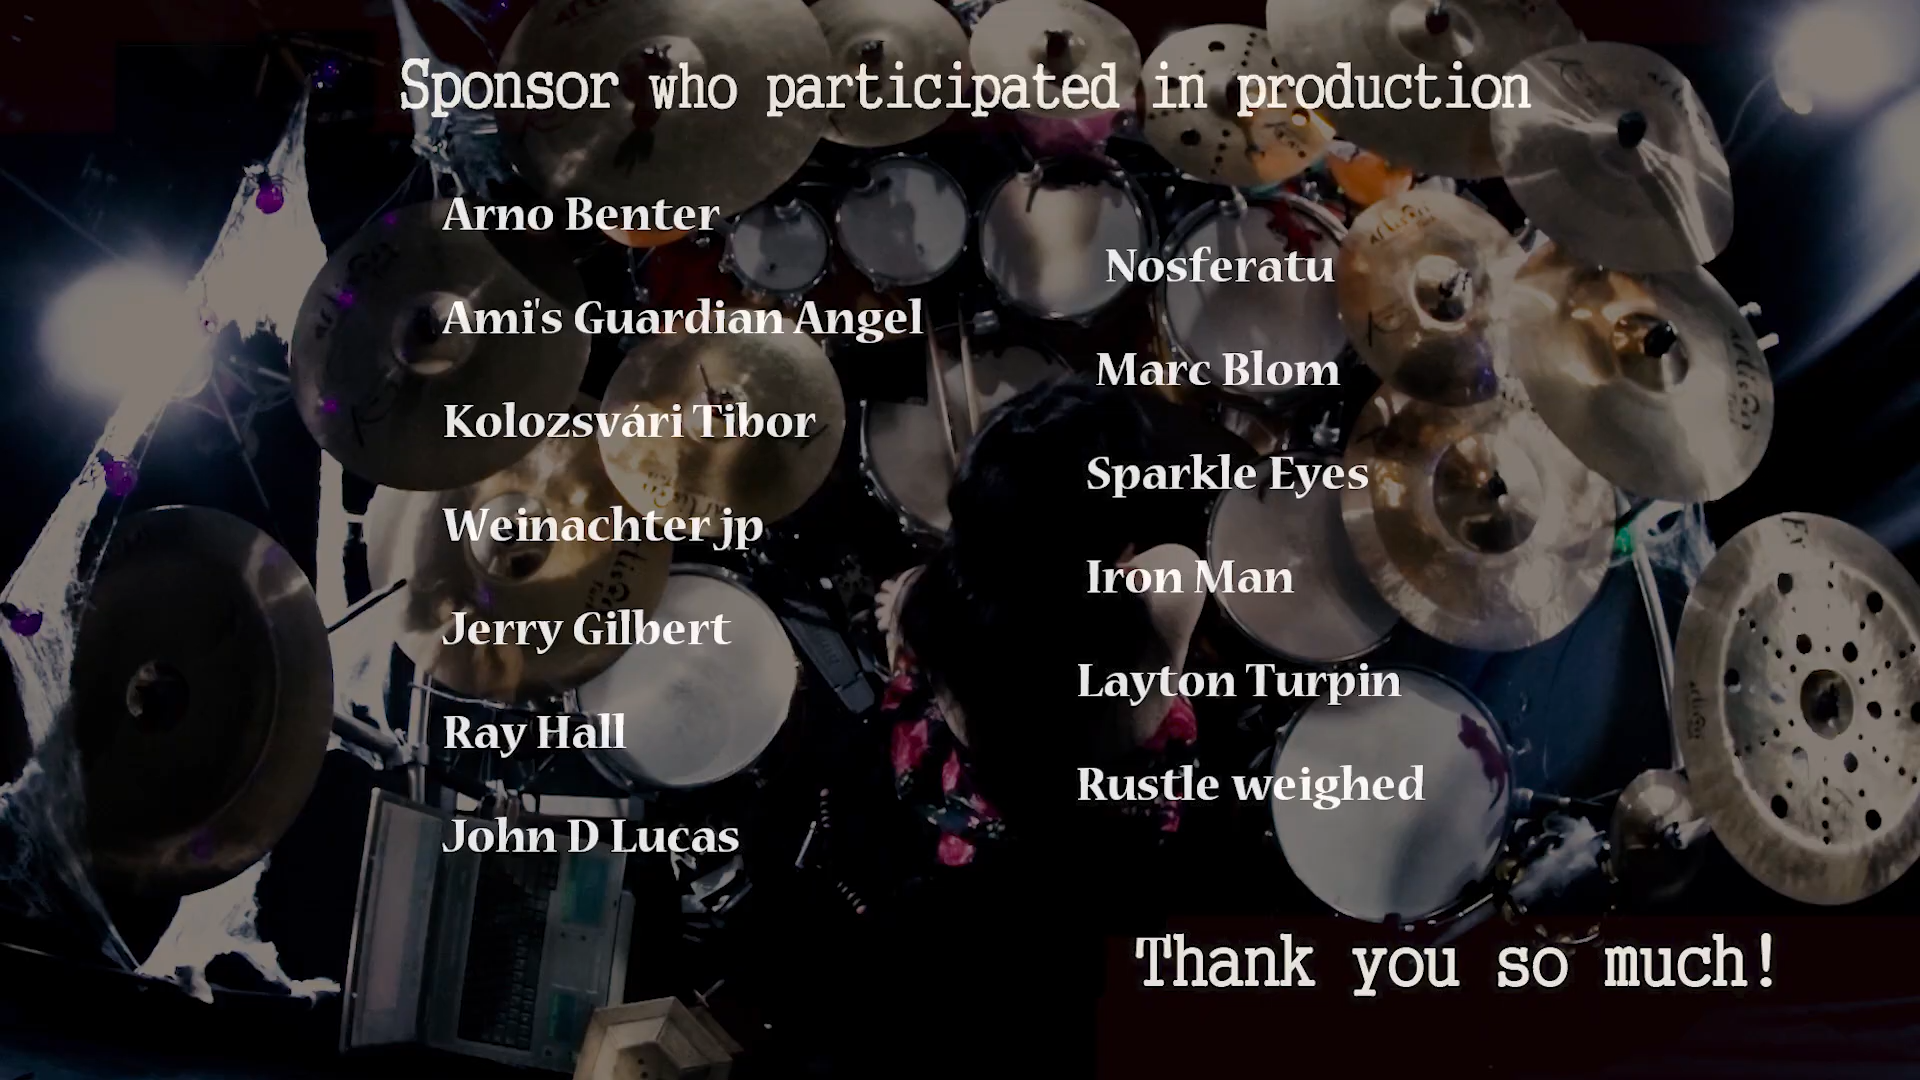 Sponsor who participated in production
Arno Benter
Ami's Guardian Angel
Kolozsvári Tibor
Weinachter jp
Jerry Gilbert
Ray Hall
John D Lucas
Nosferatu
Marc Blom
Sparkle Eyes
Iron Man
Layton Turpin
Rustle weighed
Thank you so much!